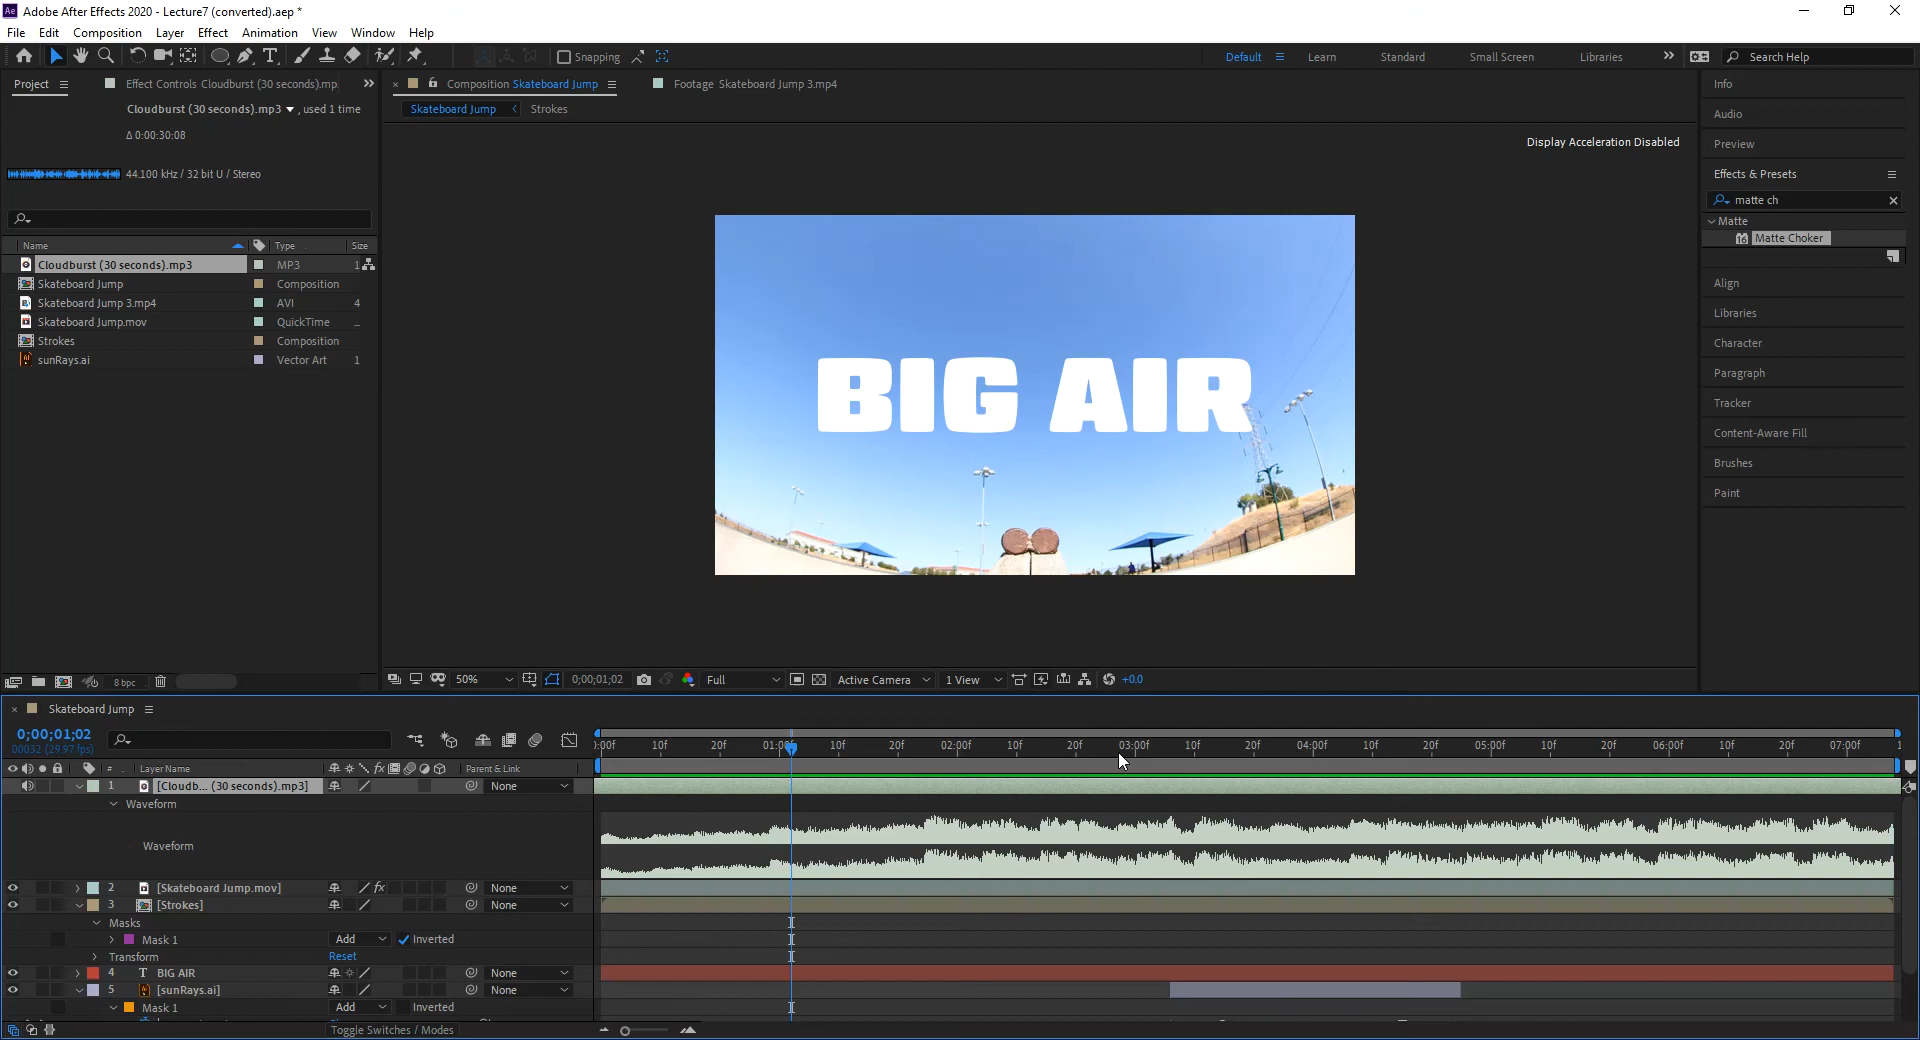 Ae Adobe After Effects 2020 - Lecture7 (converted).aep *
File Edit Composition Layer Effect Animation View Window Help
Snapping
Default Learn Standard Small Screen Libraries Search Help
Project Effect Controls Cloudburst (30 seconds).mp
Composition Skateboard Jump Footage Skateboard Jump 3.mp4
Cloudburst (30 seconds).mp3 , used 1 time
Δ 0:00:30:08
44.100 kHz / 32 bit U / Stereo
Name Type Size
Cloudburst (30 seconds).mp3 MP3 1
Skateboard Jump Composition
Skateboard Jump 3.mp4 AVI 4
Skateboard Jump.mov QuickTime ...
Strokes Composition
sunRays.ai Vector Art 1
8 bpc
Skateboard Jump Strokes
Display Acceleration Disabled
BIG AIR
50% 0;00;01;02 Full Active Camera 1 View +0.0
Info
Audio
Preview
Effects & Presets
matte ch
Matte
16 Matte Choker
Align
Libraries
Character
Paragraph
Tracker
Content-Aware Fill
Brushes
Paint
Skateboard Jump
0;00;01;02
00032 (29.97 fps)
):00f 10f 20f 01:00f 10f 20f 02:00f 10f 20f 03:00f 10f 20f 04:00f 10f 20f 05:00f 10f 20f 06:00f 10f 20f 07:00f 1
# Layer Name fx Parent & Link
1 [Cloudb... (30 seconds).mp3] None
Waveform
Waveform
2 [Skateboard Jump.mov] fx None
3 [Strokes] None
Masks
Mask 1 Add Inverted
Transform Reset
4 T BIG AIR None
5 [sunRays.ai] None
Mask 1 Add Inverted
Toggle Switches / Modes